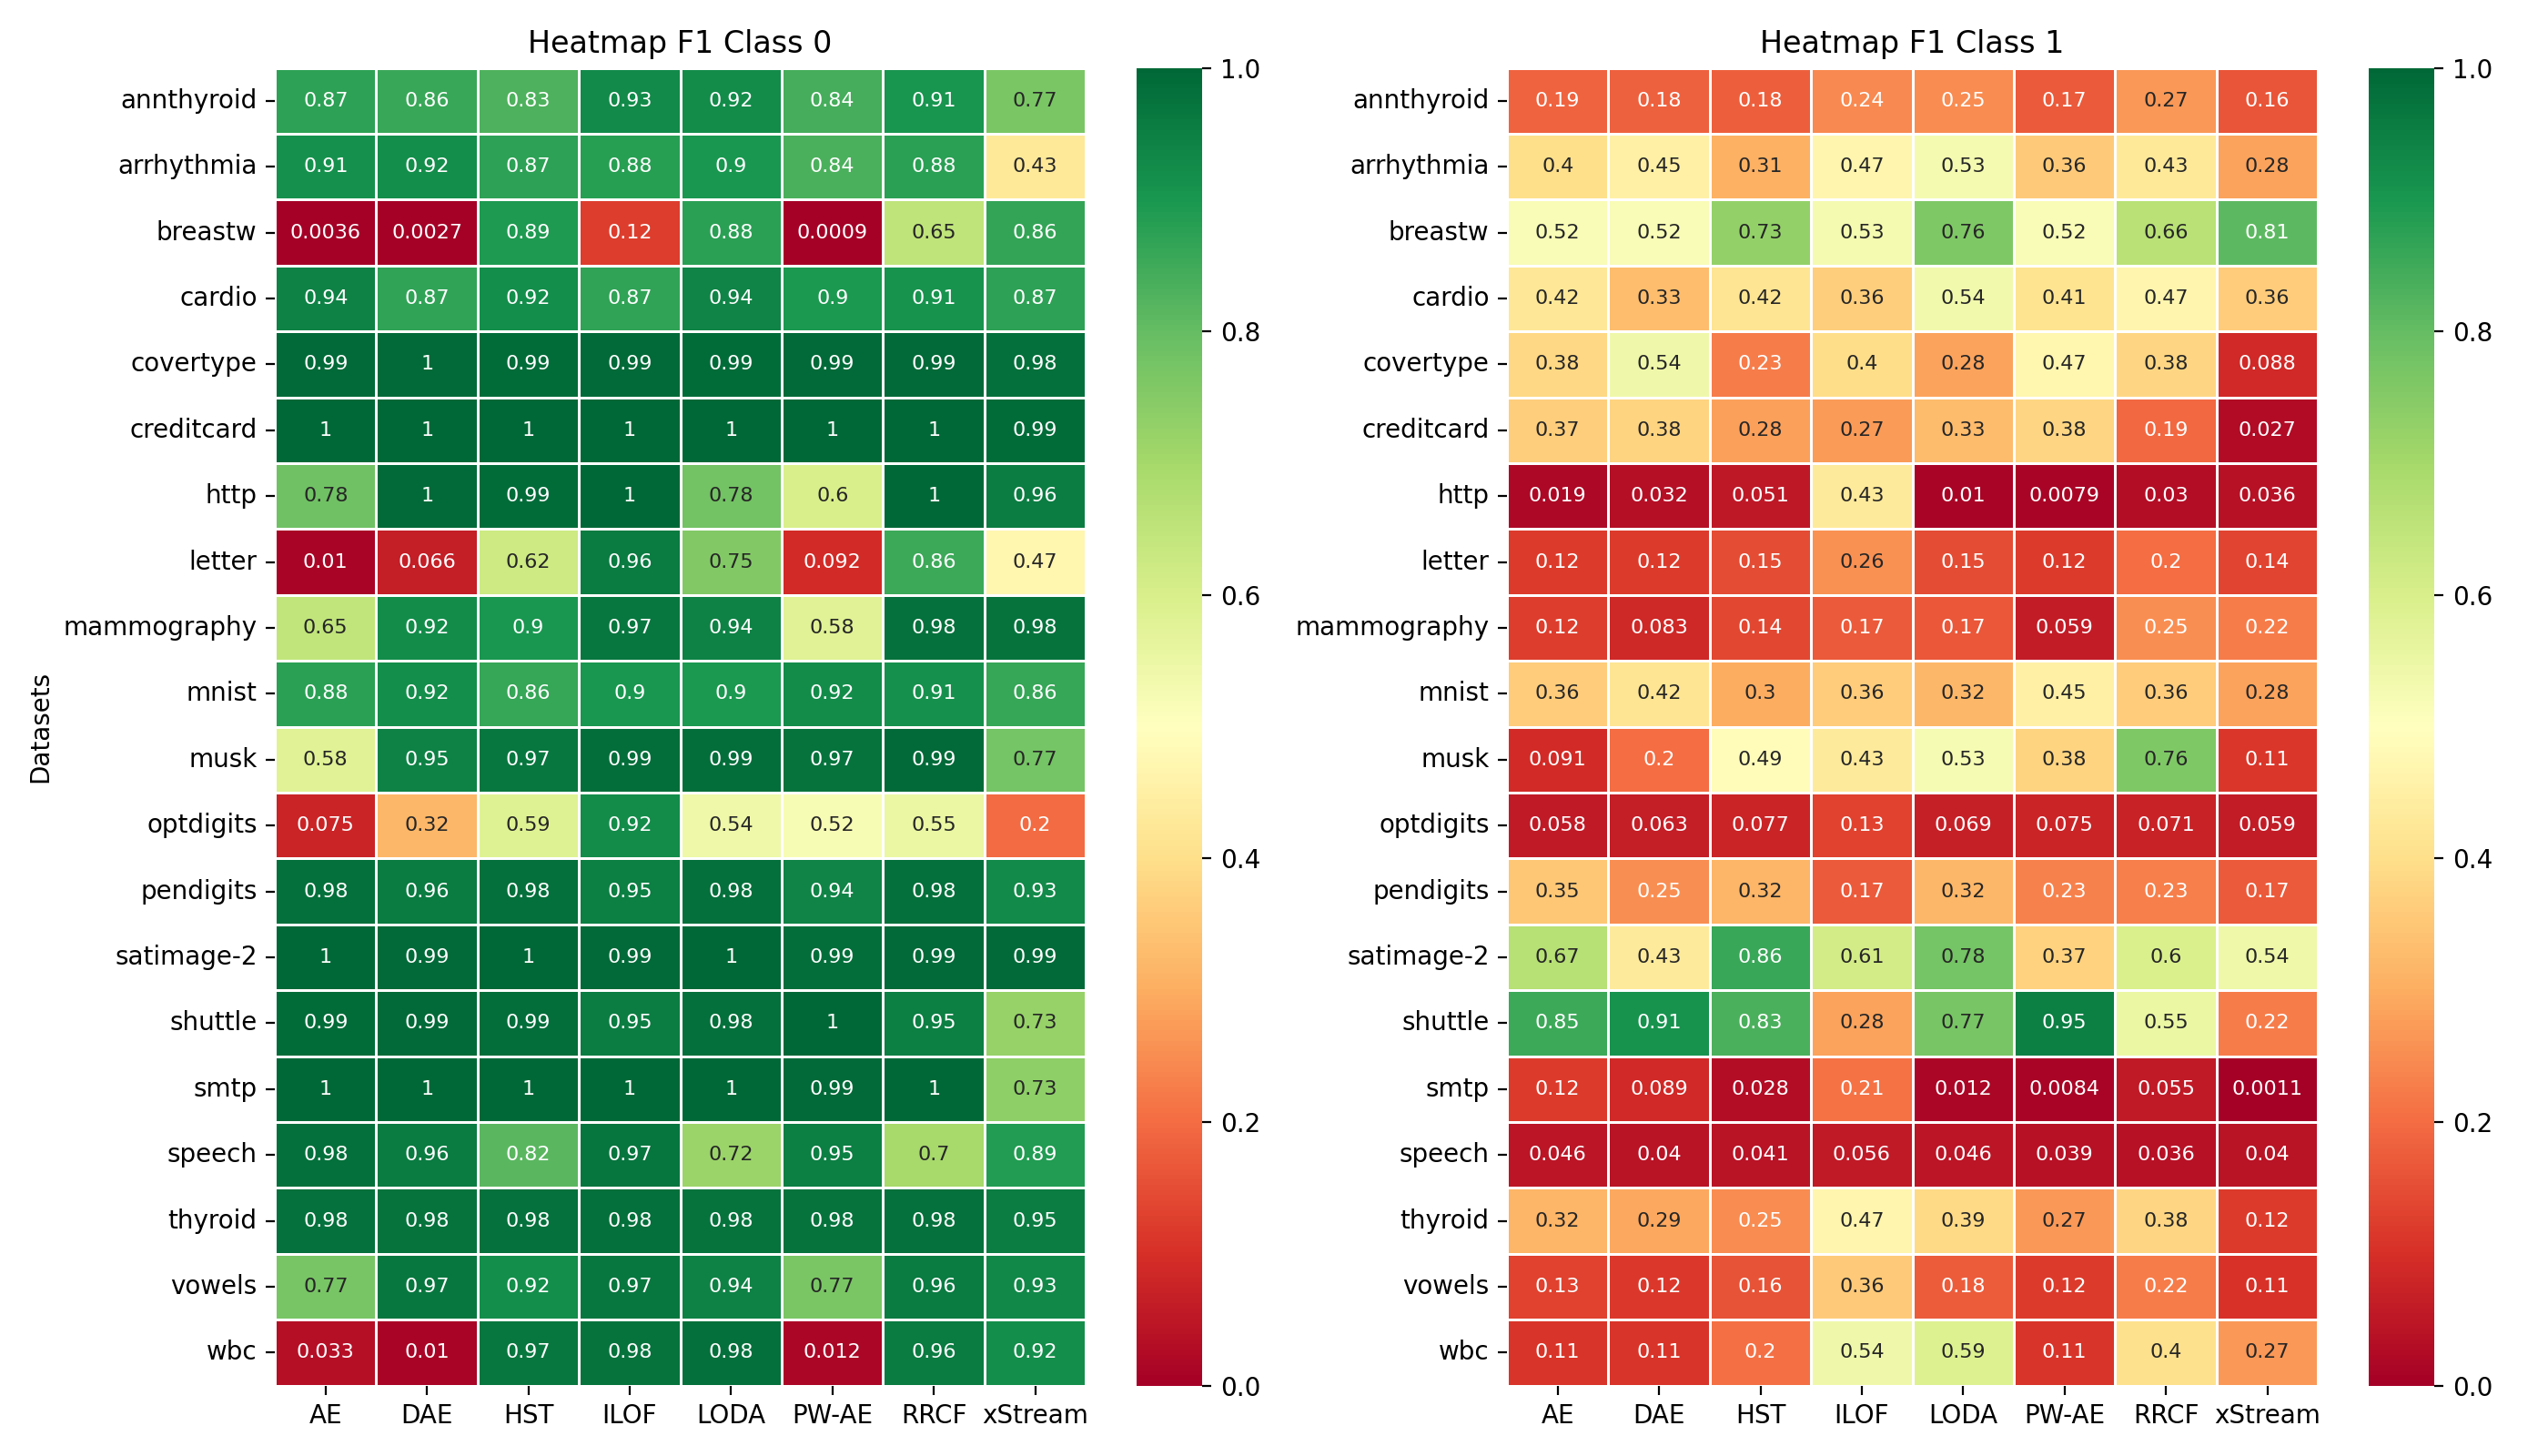 Heatmap F1 Class 0
Datasets
annthyroid 0.87 0.86 0.83 0.93 0.92 0.84 0.91 0.77
arrhythmia 0.91 0.92 0.87 0.88 0.9 0.84 0.88 0.43
breastw 0.0036 0.0027 0.89 0.12 0.88 0.0009 0.65 0.86
cardio 0.94 0.87 0.92 0.87 0.94 0.9 0.91 0.87
covertype 0.99 1 0.99 0.99 0.99 0.99 0.99 0.98
creditcard 1 1 1 1 1 1 1 0.99
http 0.78 1 0.99 1 0.78 0.6 1 0.96
letter 0.01 0.066 0.62 0.96 0.75 0.092 0.86 0.47
mammography 0.65 0.92 0.9 0.97 0.94 0.58 0.98 0.98
mnist 0.88 0.92 0.86 0.9 0.9 0.92 0.91 0.86
musk 0.58 0.95 0.97 0.99 0.99 0.97 0.99 0.77
optdigits 0.075 0.32 0.59 0.92 0.54 0.52 0.55 0.2
pendigits 0.98 0.96 0.98 0.95 0.98 0.94 0.98 0.93
satimage-2 1 0.99 1 0.99 1 0.99 0.99 0.99
shuttle 0.99 0.99 0.99 0.95 0.98 1 0.95 0.73
smtp 1 1 1 1 1 0.99 1 0.73
speech 0.98 0.96 0.82 0.97 0.72 0.95 0.7 0.89
thyroid 0.98 0.98 0.98 0.98 0.98 0.98 0.98 0.95
vowels 0.77 0.97 0.92 0.97 0.94 0.77 0.96 0.93
wbc 0.033 0.01 0.97 0.98 0.98 0.012 0.96 0.92
AE DAE HST ILOF LODA PW-AE RRCF xStream
1.0
0.8
0.6
0.4
0.2
0.0
Heatmap F1 Class 1
annthyroid 0.19 0.18 0.18 0.24 0.25 0.17 0.27 0.16
arrhythmia 0.4 0.45 0.31 0.47 0.53 0.36 0.43 0.28
breastw 0.52 0.52 0.73 0.53 0.76 0.52 0.66 0.81
cardio 0.42 0.33 0.42 0.36 0.54 0.41 0.47 0.36
covertype 0.38 0.54 0.23 0.4 0.28 0.47 0.38 0.088
creditcard 0.37 0.38 0.28 0.27 0.33 0.38 0.19 0.027
http 0.019 0.032 0.051 0.43 0.01 0.0079 0.03 0.036
letter 0.12 0.12 0.15 0.26 0.15 0.12 0.2 0.14
mammography 0.12 0.083 0.14 0.17 0.17 0.059 0.25 0.22
mnist 0.36 0.42 0.3 0.36 0.32 0.45 0.36 0.28
musk 0.091 0.2 0.49 0.43 0.53 0.38 0.76 0.11
optdigits 0.058 0.063 0.077 0.13 0.069 0.075 0.071 0.059
pendigits 0.35 0.25 0.32 0.17 0.32 0.23 0.23 0.17
satimage-2 0.67 0.43 0.86 0.61 0.78 0.37 0.6 0.54
shuttle 0.85 0.91 0.83 0.28 0.77 0.95 0.55 0.22
smtp 0.12 0.089 0.028 0.21 0.012 0.0084 0.055 0.0011
speech 0.046 0.04 0.041 0.056 0.046 0.039 0.036 0.04
thyroid 0.32 0.29 0.25 0.47 0.39 0.27 0.38 0.12
vowels 0.13 0.12 0.16 0.36 0.18 0.12 0.22 0.11
wbc 0.11 0.11 0.2 0.54 0.59 0.11 0.4 0.27
AE DAE HST ILOF LODA PW-AE RRCF xStream
1.0
0.8
0.6
0.4
0.2
0.0